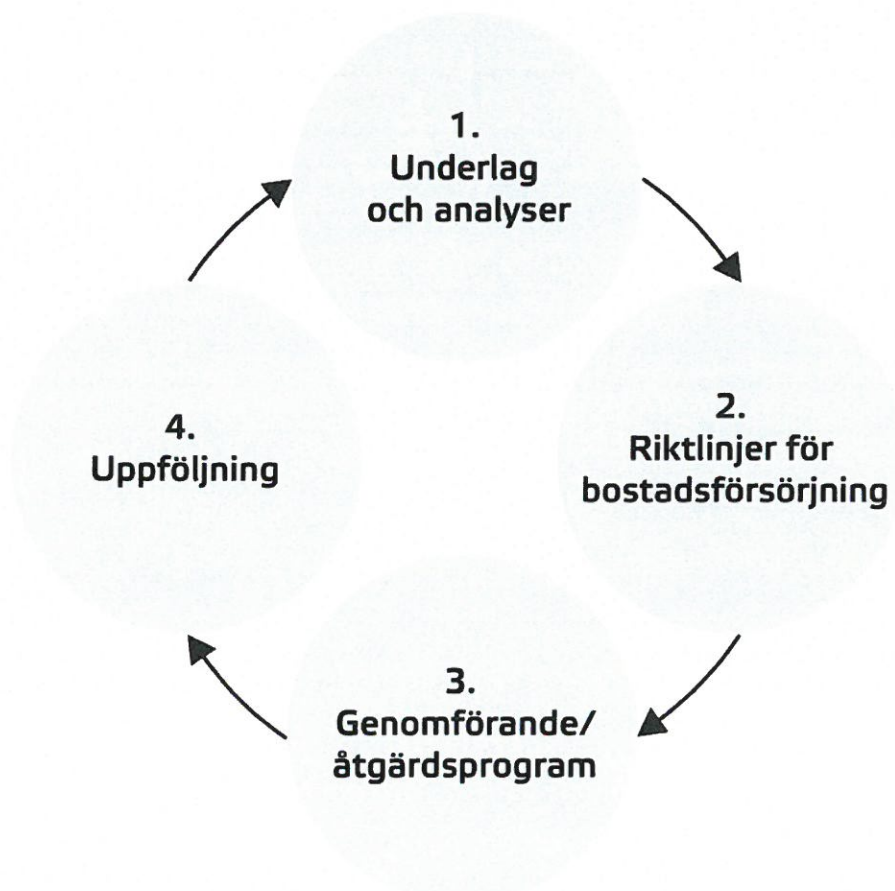 1.
Underlag
och analyser
2.
Riktlinjer för
bostadsförsörjning
3.
Genomförande/
åtgärdsprogram
4.
Uppföljning